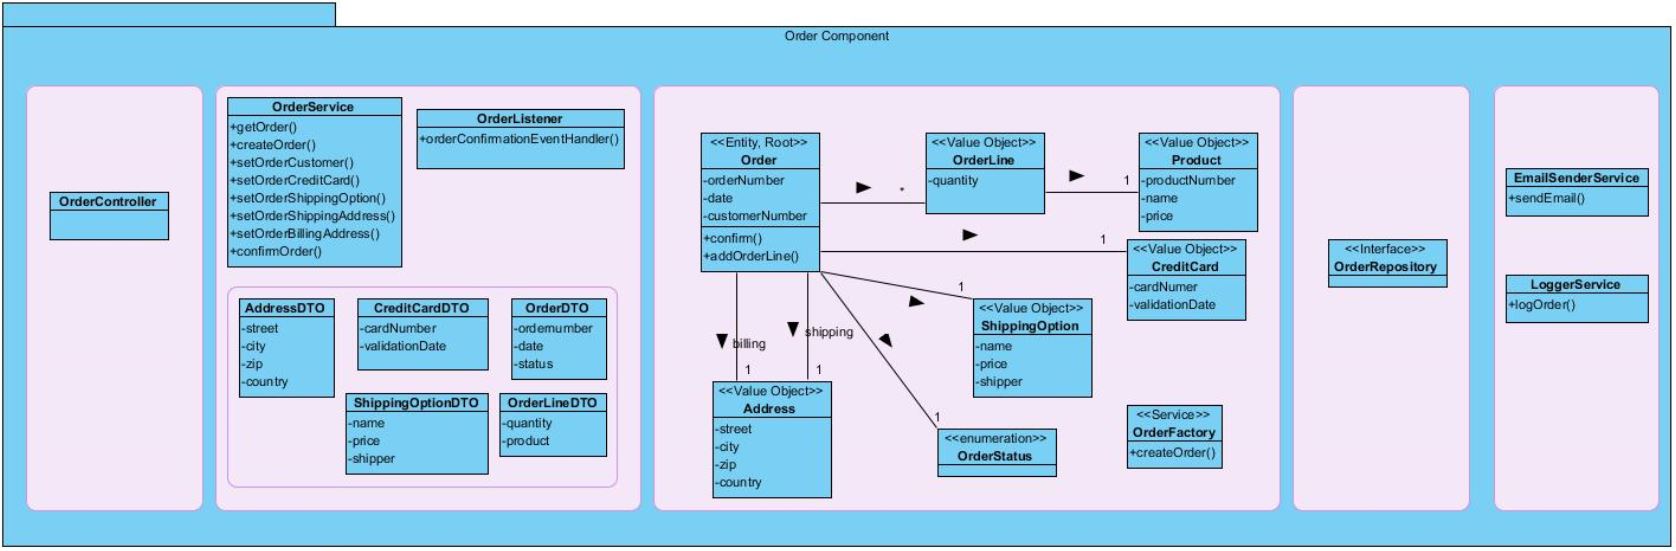 Order Component
OrderController
OrderService
+getOrder()
+createOrder()
+setOrderCustomer()
+setOrderCreditCard()
+setOrderShippingOption()
+setOrderShippingAddress()
+setOrderBillingAddress()
+confirmOrder()
OrderListener
+orderConfirmationEventHandler()
AddressDTO
-street
-city
-zip
-country
CreditCardDTO
-cardNumber
-validationDate
OrderDTO
-ordernumber
-date
-status
ShippingOptionDTO
-name
-price
-shipper
OrderLineDTO
-quantity
-product
<<Entity, Root>>
Order
-orderNumber
-date
-customerNumber
+confirm()
+addOrderLine()
*
<<Value Object>>
OrderLine
-quantity
1
<<Value Object>>
Product
-productNumber
-name
-price
1
<<Value Object>>
CreditCard
-cardNumer
-validationDate
1
<<Value Object>>
ShippingOption
-name
-price
-shipper
billing
shipping
1
1
<<Value Object>>
Address
-street
-city
-zip
-country
1
<<enumeration>>
OrderStatus
<<Service>>
OrderFactory
+createOrder()
<<Interface>>
OrderRepository
EmailSenderService
+sendEmail()
LoggerService
+logOrder()